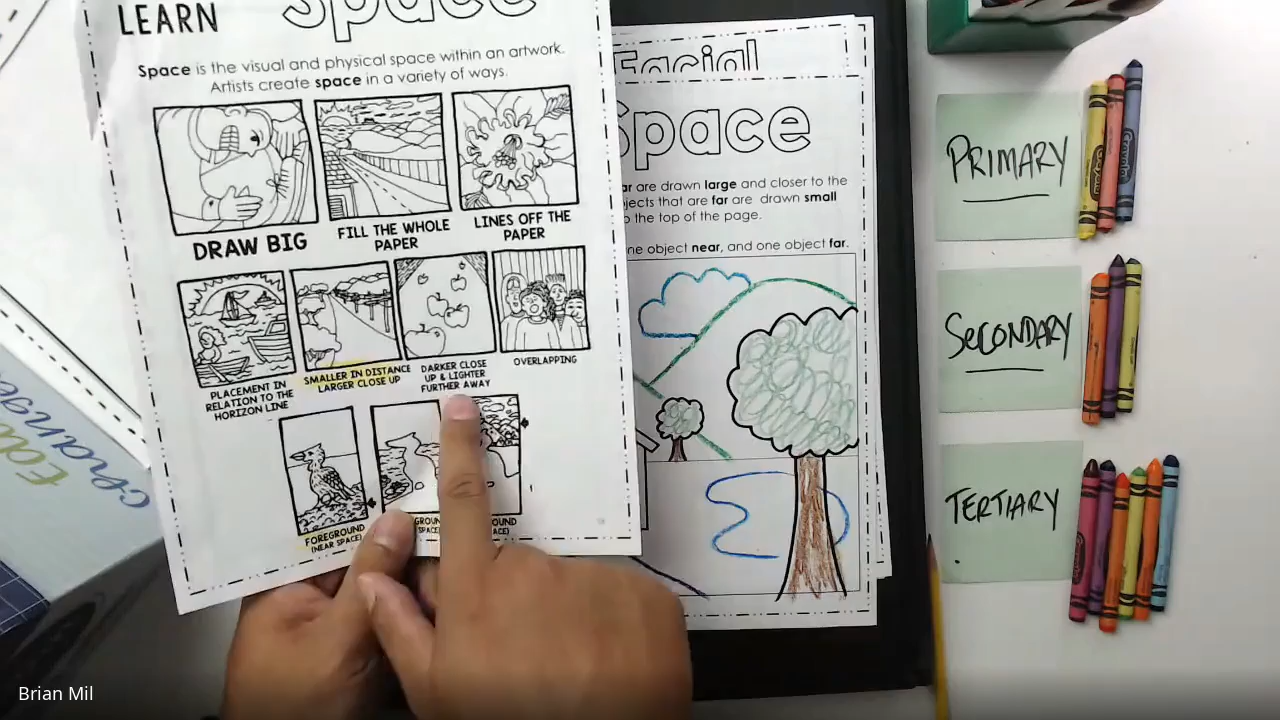 LEARN Space
Space is the visual and physical space within an artwork.
Artists create space in a variety of ways.
DRAW BIG
FILL THE WHOLE
PAPER
LINES OFF THE
PAPER
PLACEMENT IN
RELATION TO THE
HORIZON LINE
SMALLER IN DISTANCE
LARGER CLOSE UP
DARKER CLOSE
UP & LIGHTER
FURTHER AWAY
OVERLAPPING
FOREGROUND
(NEAR SPACE)
Facial
Space
are drawn large and closer to the
far are drawn small
the top of the page.
one object near, and one object far.
PRIMARY
SECONDARY
TERTIARY
Crayola
Brian Mil